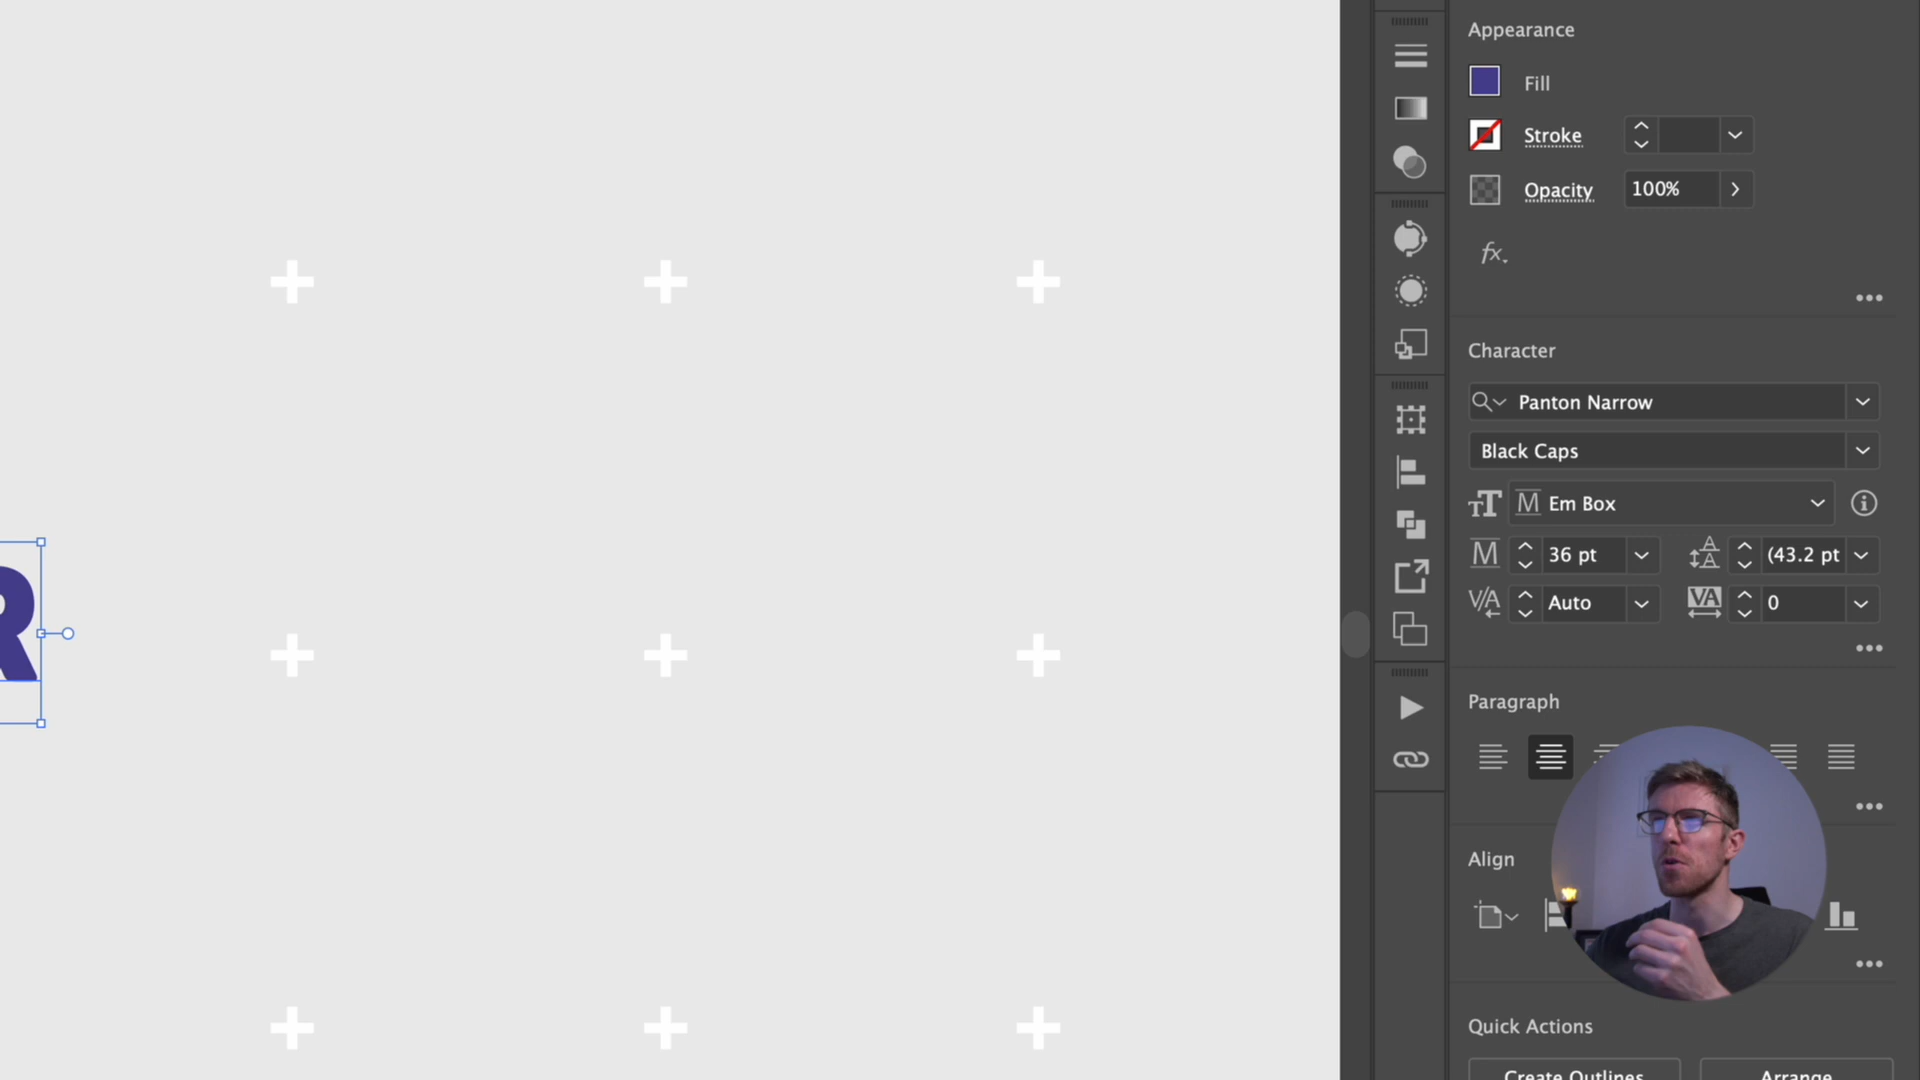 Appearance
Fill
Stroke
Opacity 100%
fx.
Character
Panton Narrow
Black Caps
Em Box
36 pt (43.2 pt
Auto 0
Paragraph
R
Align
Quick Actions
Create Outlines Arrange